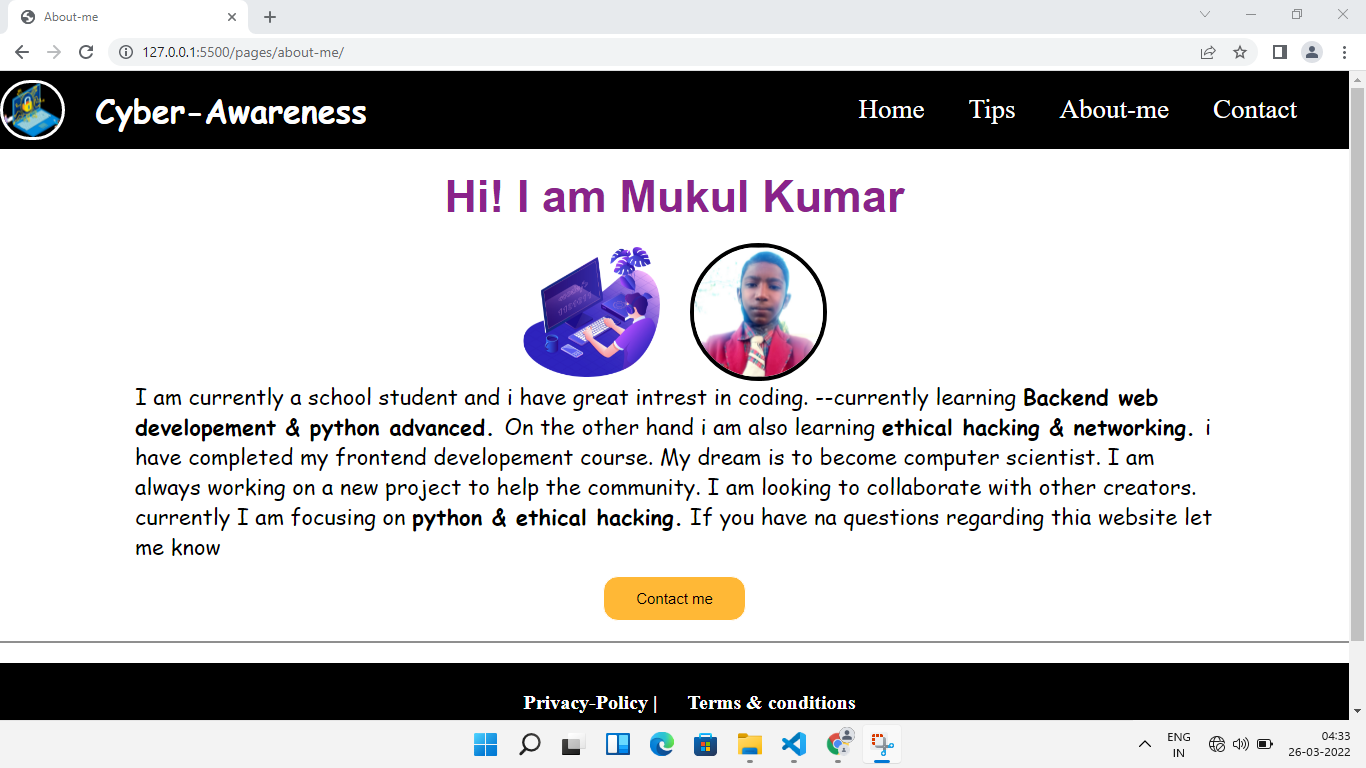 About-me
127.0.0.1:5500/pages/about-me/
Cyber-Awareness
Home Tips About-me Contact
Hi! I am Mukul Kumar
I am currently a school student and i have great intrest in coding. --currently learning Backend web
developement & python advanced. On the other hand i am also learning ethical hacking & networking. i
have completed my frontend developement course. My dream is to become computer scientist. I am
always working on a new project to help the community. I am looking to collaborate with other creators.
currently I am focusing on python & ethical hacking. If you have na questions regarding thia website let
me know
Contact me
Privacy-Policy | Terms & conditions
ENG
IN
04:33
26-03-2022